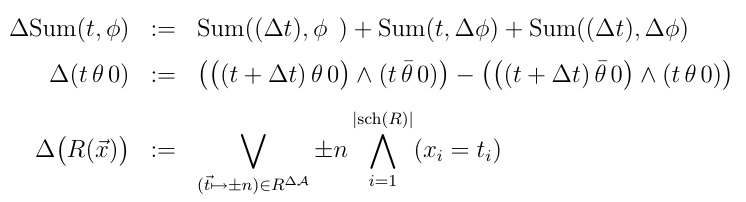 ΔSum(t, ϕ) := Sum((Δt), ϕ ) + Sum(t, Δϕ) + Sum((Δt), Δϕ)
Δ(t θ 0) := (((t + Δt) θ 0) ∧ (t θ̄ 0)) − (((t + Δt) θ̄ 0) ∧ (t θ 0))
Δ(R(x⃗)) := ⋁_{(t⃗↦±n)∈R^{Δ𝒜}} ±n ⋀_{i=1}^{|sch(R)|} (x_i = t_i)